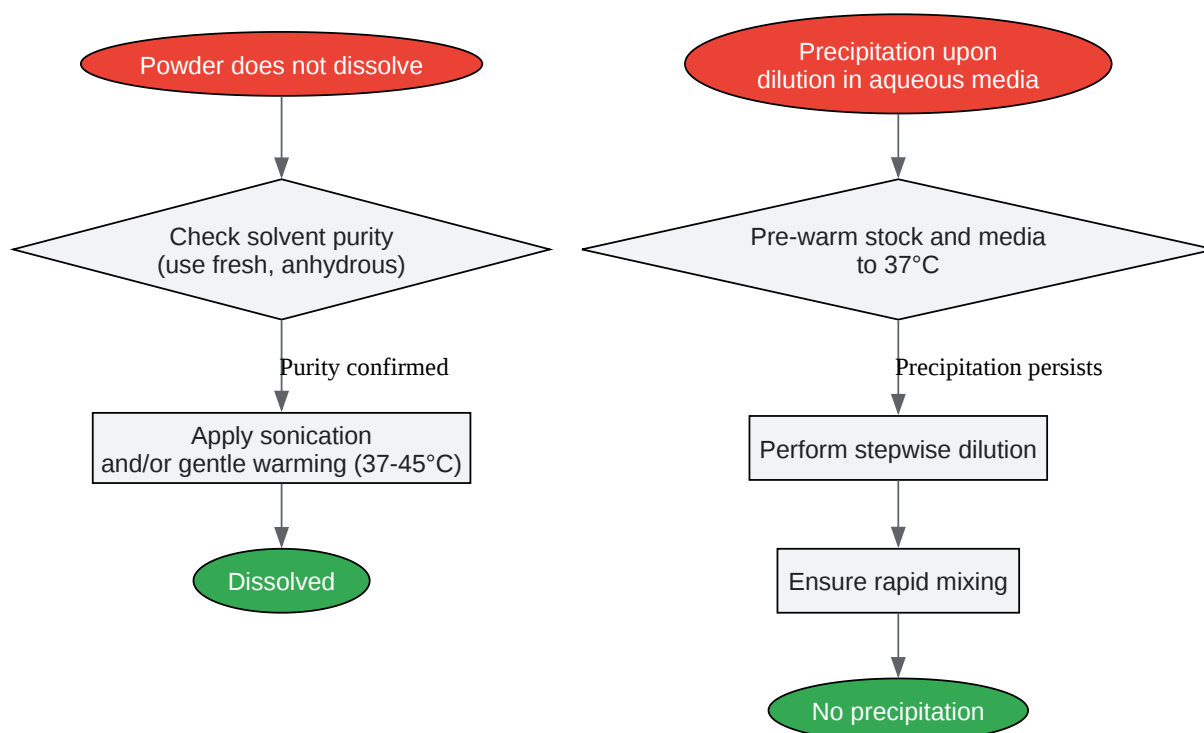 Powder does not dissolve
Check solvent purity
(use fresh, anhydrous)
Purity confirmed
Apply sonication
and/or gentle warming (37-45°C)
Dissolved
Precipitation upon
dilution in aqueous media
Pre-warm stock and media
to 37°C
Precipitation persists
Perform stepwise dilution
Ensure rapid mixing
No precipitation